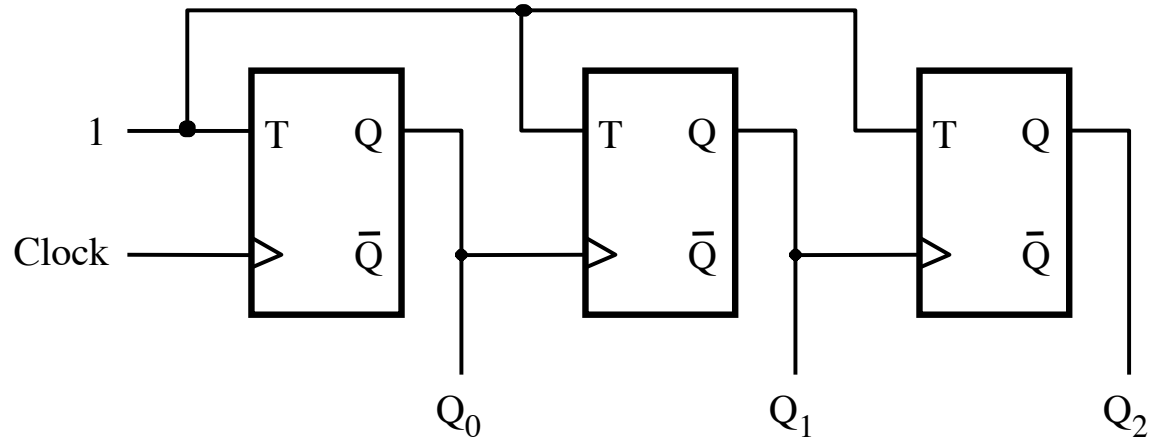 1 T Q T Q T Q
Clock Q̅ Q̅ Q̅
Q₀ Q₁ Q₂